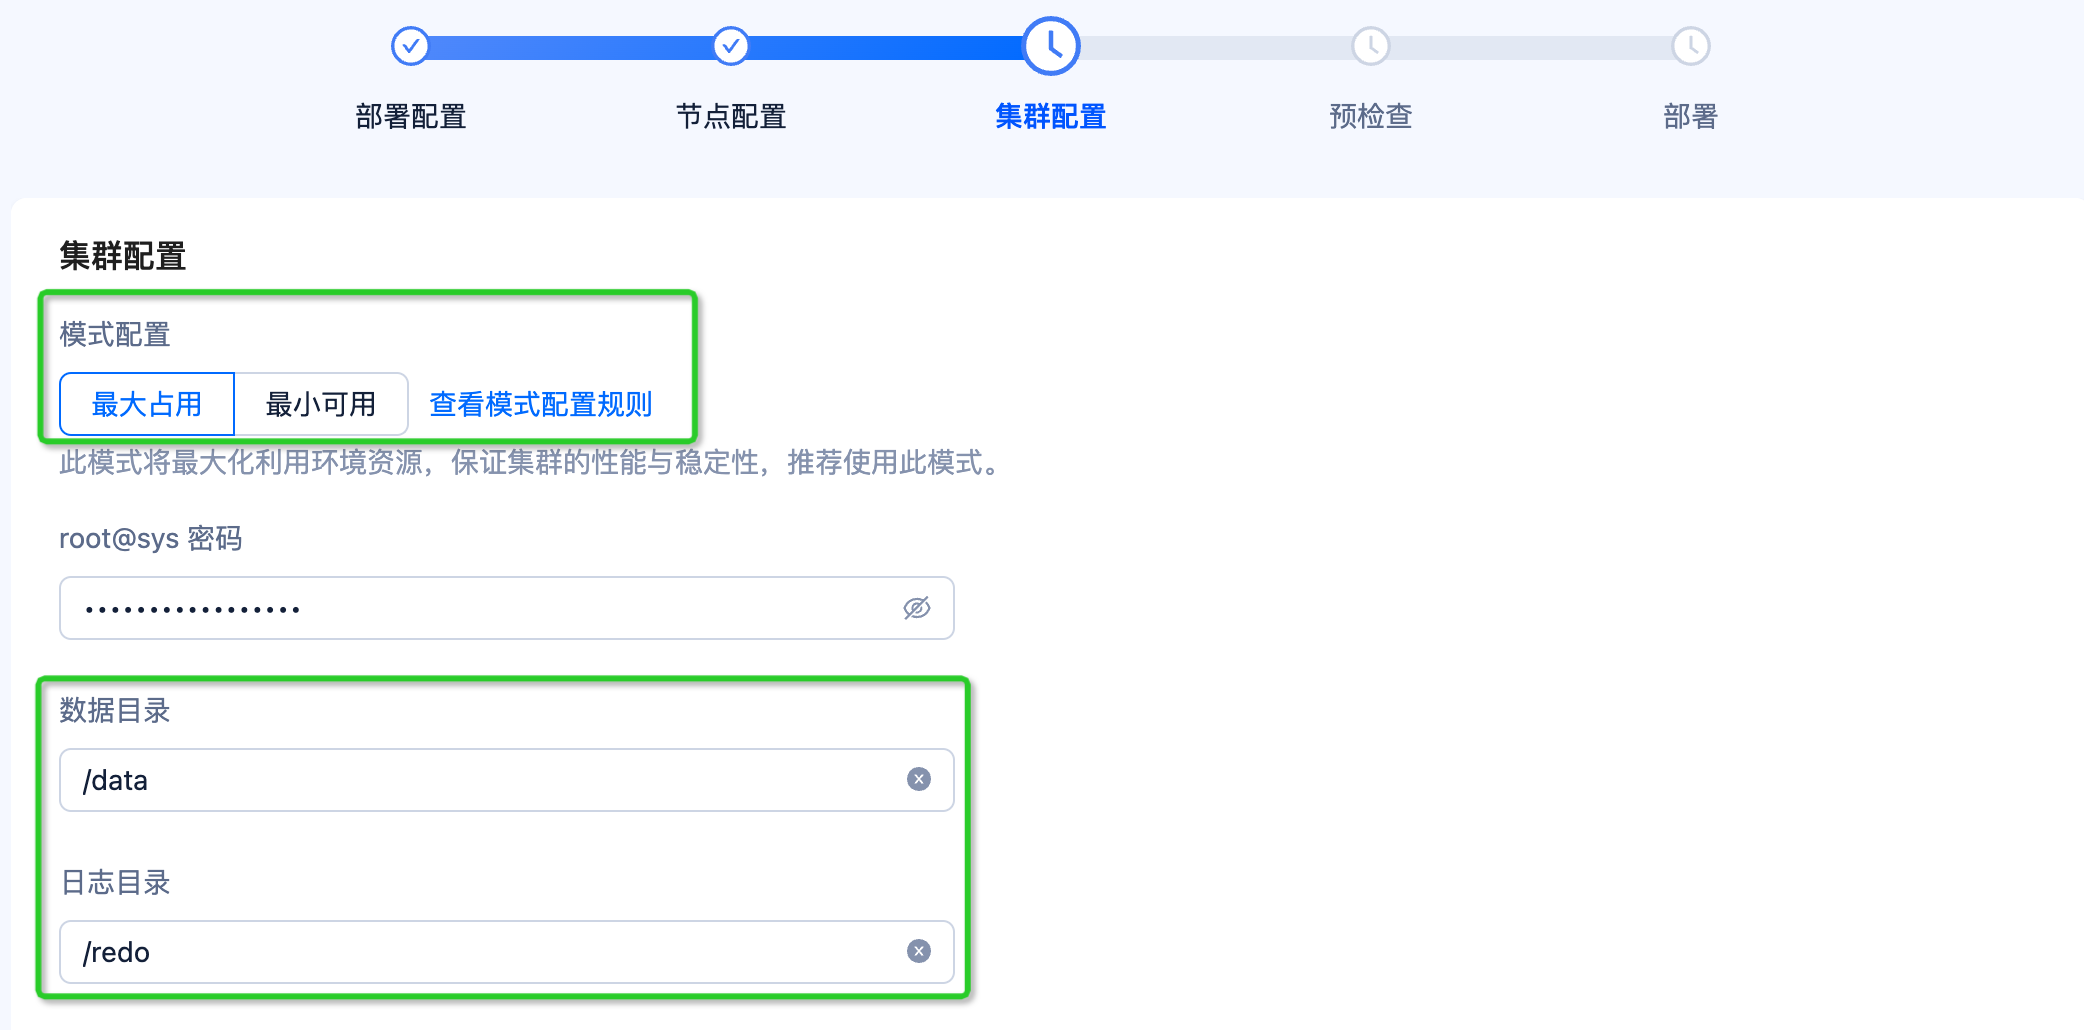 部署配置
节点配置
集群配置
预检查
部署
集群配置
模式配置
最大占用
最小可用
查看模式配置规则
此模式将最大化利用环境资源，保证集群的性能与稳定性，推荐使用此模式。
root@sys 密码
•••••••••••••••••
数据目录
/data
日志目录
/redo